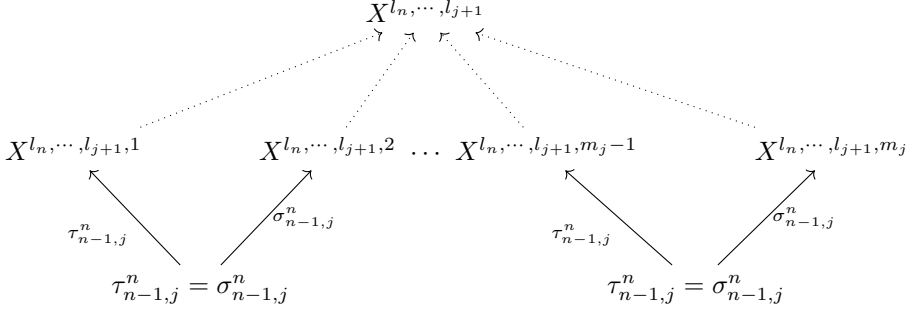 $X^{l_n,\cdots,l_{j+1}}$
$X^{l_n,\cdots,l_{j+1},1}$ $X^{l_n,\cdots,l_{j+1},2}$ $\cdots$ $X^{l_n,\cdots,l_{j+1},m_j-1}$ $X^{l_n,\cdots,l_{j+1},m_j}$
$\tau^n_{n-1,j}$ $\sigma^n_{n-1,j}$ $\tau^n_{n-1,j}$ $\sigma^n_{n-1,j}$
$\tau^n_{n-1,j} = \sigma^n_{n-1,j}$ $\tau^n_{n-1,j} = \sigma^n_{n-1,j}$